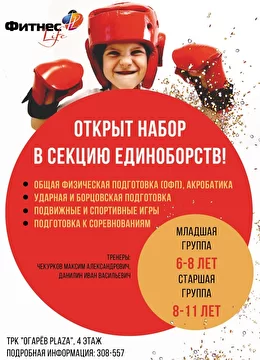 Фитнес
Life
ОТКРЫТ НАБОР
В СЕКЦИЮ ЕДИНОБОРСТВ!
ОБЩАЯ ФИЗИЧЕСКАЯ ПОДГОТОВКА (ОФП), АКРОБАТИКА
УДАРНАЯ И БОРЦОВСКАЯ ПОДГОТОВКА
ПОДВИЖНЫЕ И СПОРТИВНЫЕ ИГРЫ
ПОДГОТОВКА К СОРЕВНОВАНИЯМ
ТРЕНЕРЫ
ЧЕКУРКОВ МАКСИМ АЛЕКСАНДРОВИЧ,
ДАНИЛИН ИВАН ВАСИЛЬЕВИЧ
МЛАДШАЯ
ГРУППА
6-8 ЛЕТ
СТАРШАЯ
ГРУППА
8-11 ЛЕТ
ТРК "ОГАРЁВ PLAZA", 4 ЭТАЖ
ПОДРОБНАЯ ИНФОРМАЦИЯ: 308-557